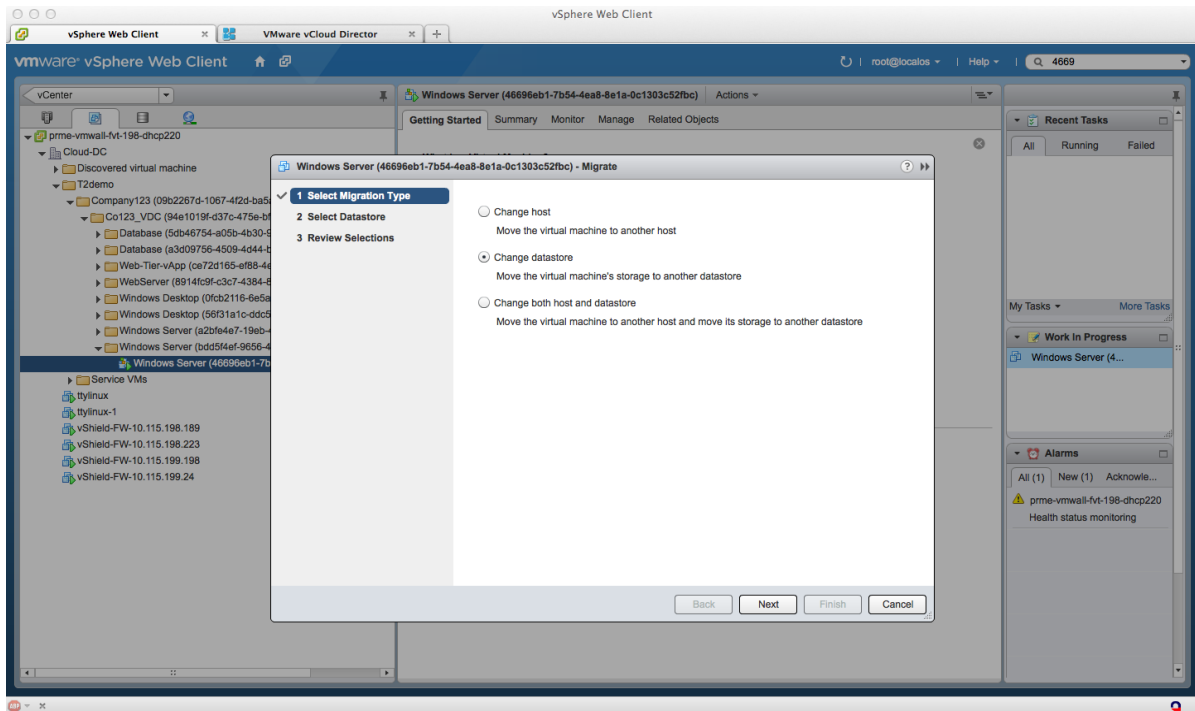 vSphere Web Client
vSphere Web Client
VMware vCloud Director
vmware vSphere Web Client
root@localos
Help
4669
vCenter
prme-vmwall-fvt-198-dhcp220
Cloud-DC
Discovered virtual machine
T2demo
Company123 (09b2267d-1067-4f2d-ba5
Co123_VDC (94e1019f-d37c-475e-bf
Database (5db46754-a05b-4b30-9
Database (a3d09756-4509-4d44-b
Web-Tier-vApp (ce72d165-ef88-4e
WebServer (8914fc9f-c3c7-4384-8
Windows Desktop (0fcb2116-6e5a
Windows Desktop (56f31a1c-ddc5
Windows Server (a2bfe4e7-19eb-
Windows Server (bdd5f4ef-9656-4
Windows Server (46696eb1-7b
Service VMs
ttylinux
ttylinux-1
vShield-FW-10.115.198.189
vShield-FW-10.115.198.223
vShield-FW-10.115.199.198
vShield-FW-10.115.199.24
Windows Server (46696eb1-7b54-4ea8-8e1a-0c1303c52fbc) Actions
Getting Started Summary Monitor Manage Related Objects
Windows Server (46696eb1-7b54-4ea8-8e1a-0c1303c52fbc) - Migrate
1 Select Migration Type
2 Select Datastore
3 Review Selections
Change host
Move the virtual machine to another host
Change datastore
Move the virtual machine's storage to another datastore
Change both host and datastore
Move the virtual machine to another host and move its storage to another datastore
Back Next Finish Cancel
Recent Tasks
All Running Failed
My Tasks More Tasks
Work In Progress
Windows Server (4...
Alarms
All (1) New (1) Acknowle...
prme-vmwall-fvt-198-dhcp220
Health status monitoring